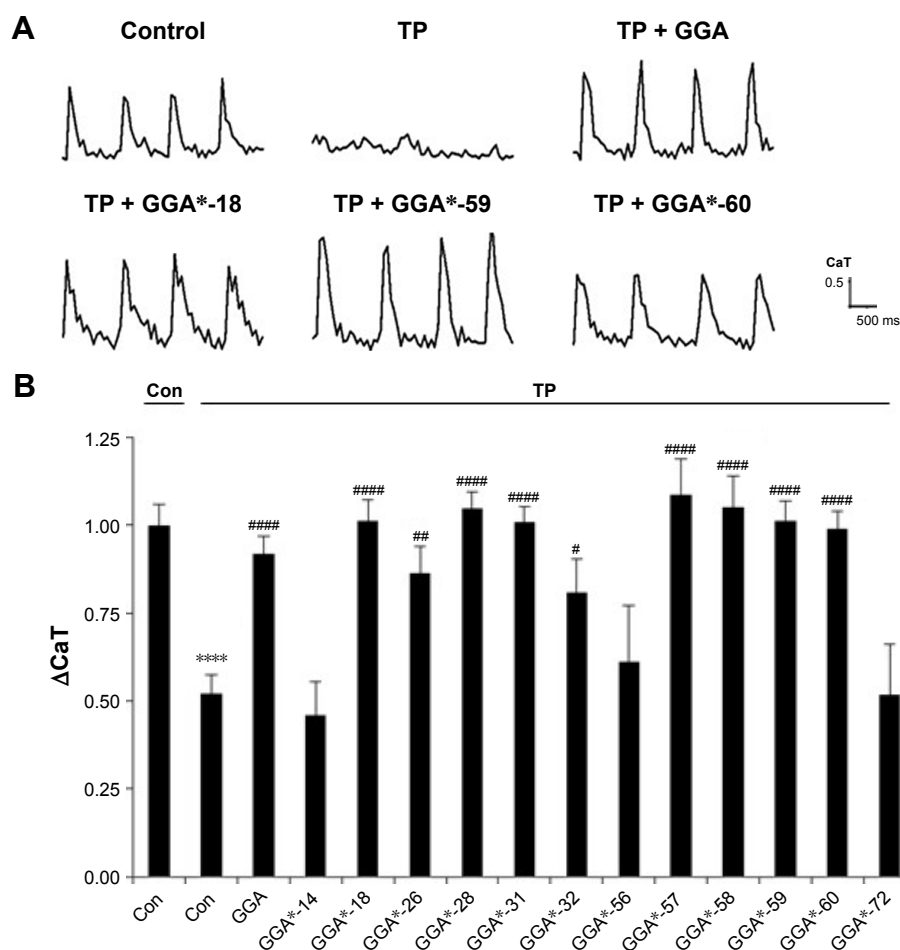 A
Control
TP
TP + GGA
TP + GGA*-18
TP + GGA*-59
TP + GGA*-60
CaT
0.5
500 ms
B
Con
TP
ΔCaT
1.25
1.00
0.75
0.50
0.25
0.00
****
####
####
##
####
####
#
####
####
####
####
Con
Con
GGA
GGA*-14
GGA*-18
GGA*-26
GGA*-28
GGA*-31
GGA*-32
GGA*-56
GGA*-57
GGA*-58
GGA*-59
GGA*-60
GGA*-72